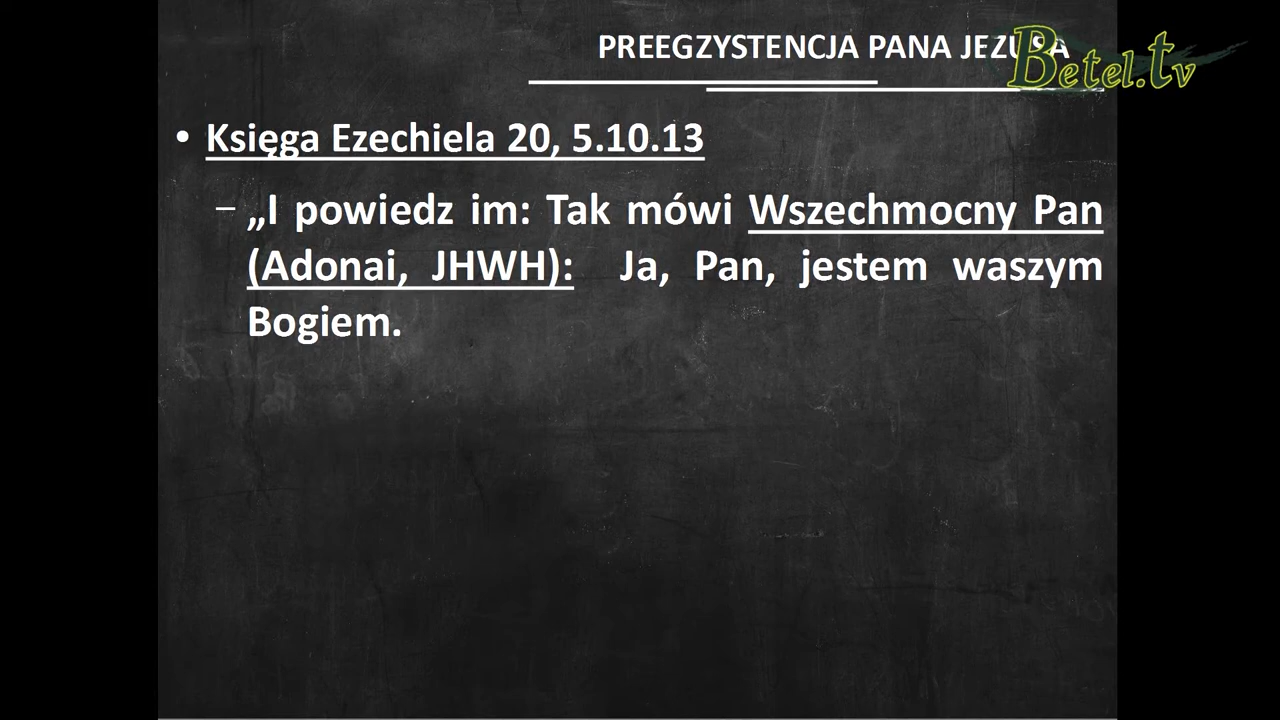 PREEGZYSTENCJA PANA JEZUSA
Betel.tv
• Księga Ezechiela 20, 5.10.13
– „I powiedz im: Tak mówi Wszechmocny Pan
(Adonai, JHWH): Ja, Pan, jestem waszym
Bogiem.